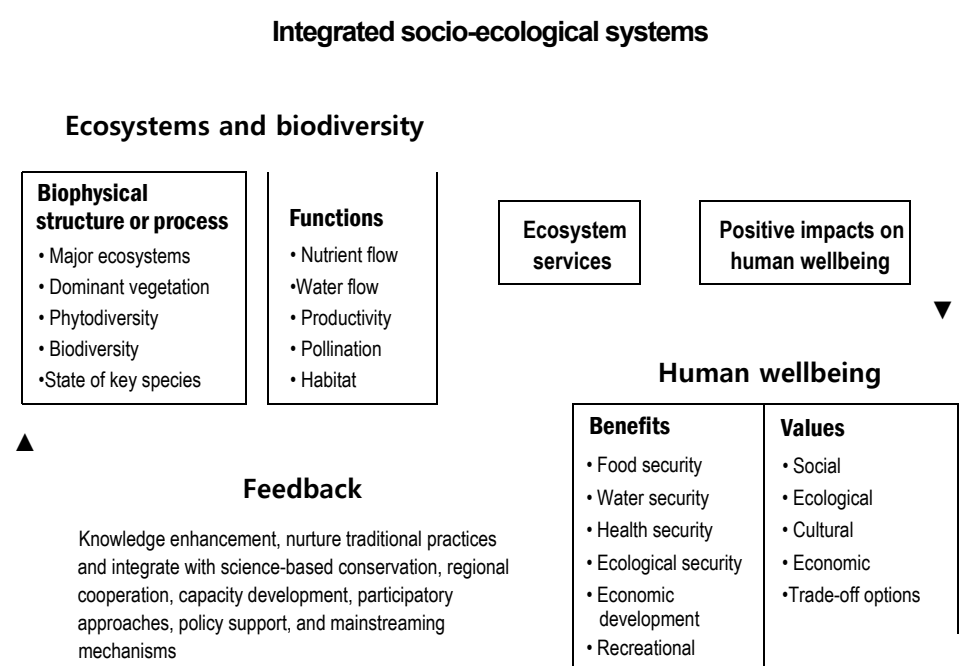 Integrated socio-ecological systems
Ecosystems and biodiversity
Biophysical
structure or process
• Major ecosystems
• Dominant vegetation
• Phytodiversity
• Biodiversity
•State of key species
Functions
• Nutrient flow
•Water flow
• Productivity
• Pollination
• Habitat
Ecosystem
services
Positive impacts on
human wellbeing
▼
Human wellbeing
Benefits
• Food security
• Water security
• Health security
• Ecological security
• Economic
development
• Recreational
Values
• Social
• Ecological
• Cultural
• Economic
•Trade-off options
▲
Feedback
Knowledge enhancement, nurture traditional practices
and integrate with science-based conservation, regional
cooperation, capacity development, participatory
approaches, policy support, and mainstreaming
mechanisms